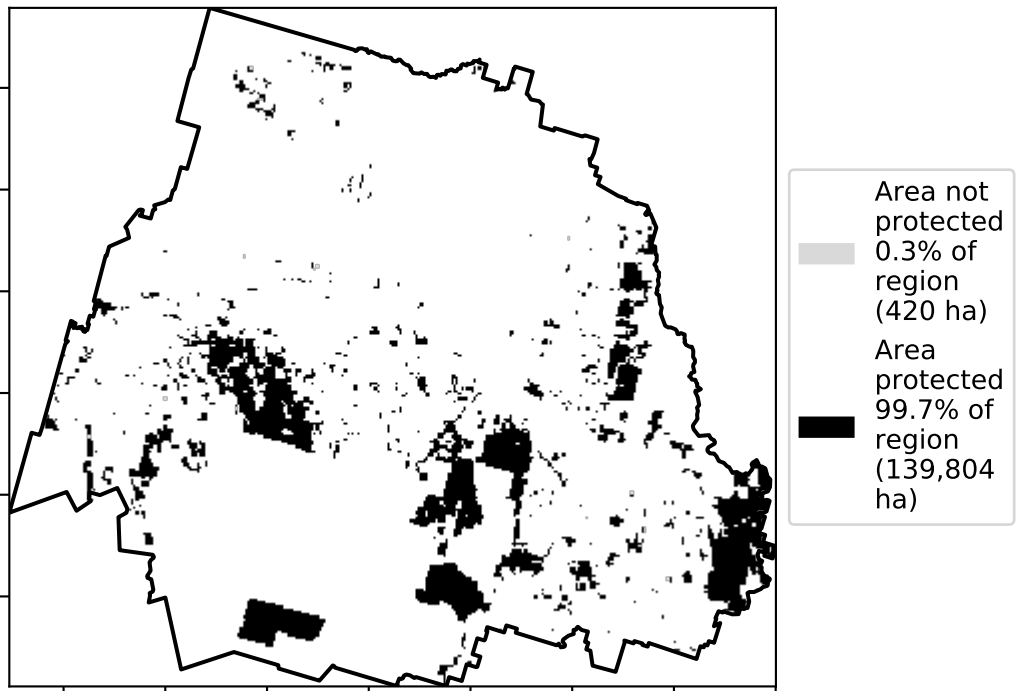 Area not
protected
0.3% of
region
(420 ha)
Area
protected
99.7% of
region
(139,804
ha)